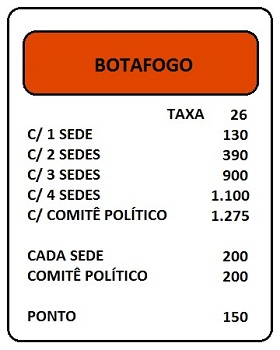 BOTAFOGO
TAXA 26
C/ 1 SEDE 130
C/ 2 SEDES 390
C/ 3 SEDES 900
C/ 4 SEDES 1.100
C/ COMITÊ POLÍTICO 1.275
CADA SEDE 200
COMITÊ POLÍTICO 200
PONTO 150